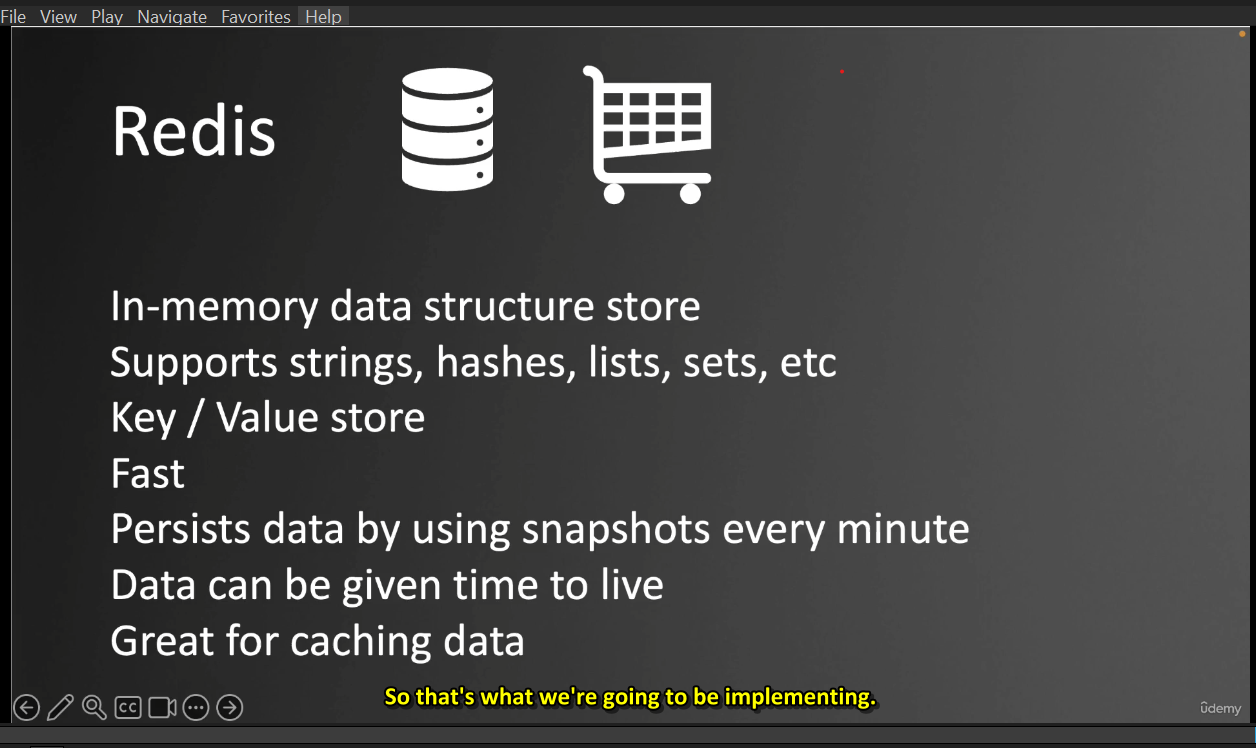 File View Play Navigate Favorites Help
Redis
In-memory data structure store
Supports strings, hashes, lists, sets, etc
Key / Value store
Fast
Persists data by using snapshots every minute
Data can be given time to live
Great for caching data
So that's what we're going to be implementing.
CC
ûdemy